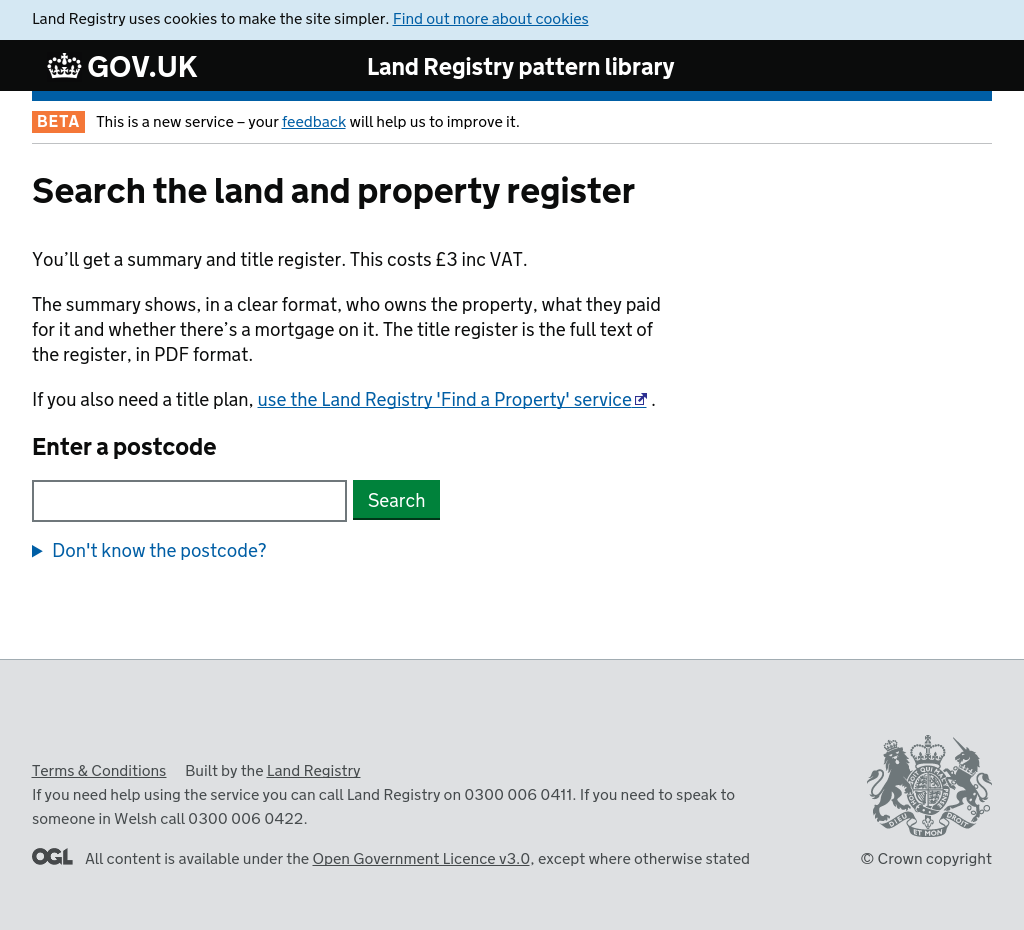 Land Registry uses cookies to make the site simpler. Find out more about cookies
GOV.UK
Land Registry pattern library
BETA This is a new service – your feedback will help us to improve it.
Search the land and property register
You’ll get a summary and title register. This costs £3 inc VAT.
The summary shows, in a clear format, who owns the property, what they paid
for it and whether there’s a mortgage on it. The title register is the full text of
the register, in PDF format.
If you also need a title plan, use the Land Registry 'Find a Property' service .
Enter a postcode
Search
Don't know the postcode?
Terms & Conditions Built by the Land Registry
If you need help using the service you can call Land Registry on 0300 006 0411. If you need to speak to
someone in Welsh call 0300 006 0422.
OGL All content is available under the Open Government Licence v3.0, except where otherwise stated
DIEU ET MON DROIT
© Crown copyright